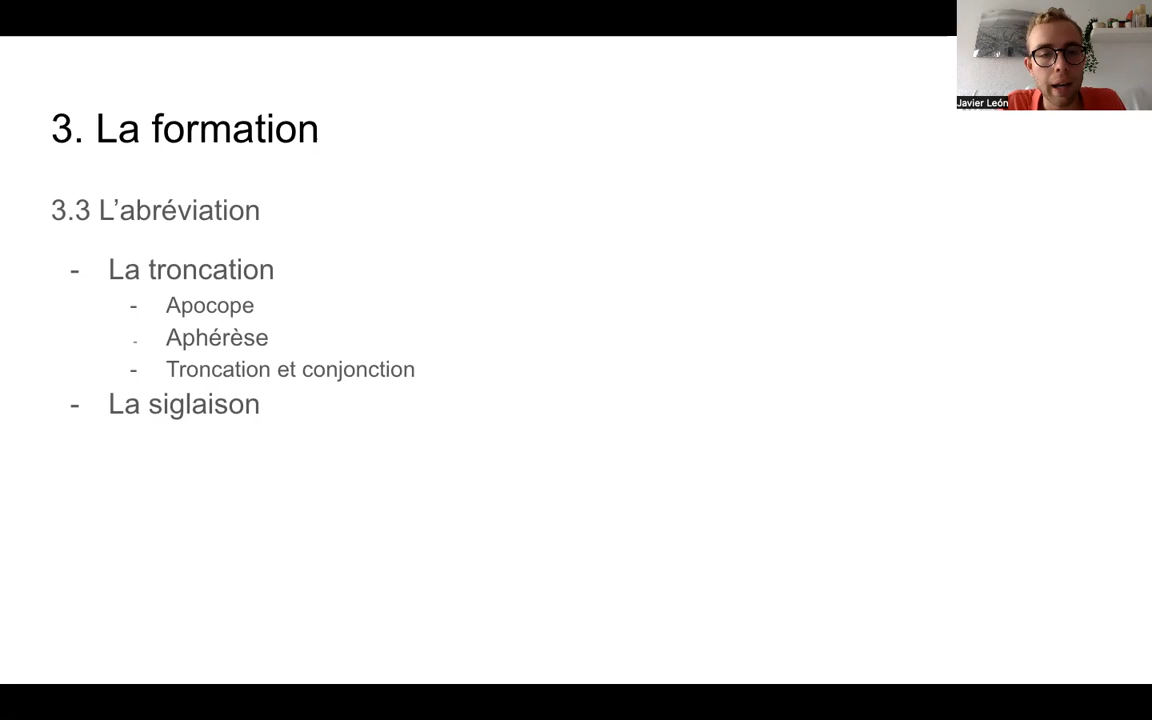 Javier León
3. La formation
3.3 L’abréviation
- La troncation
- Apocope
- Aphérèse
- Troncation et conjonction
- La siglaison